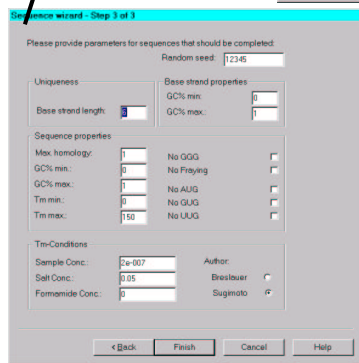 Sequence wizard - Step 3 of 3
Please provide parameters for sequences that should be completed:
Random seed: 12345
Uniqueness
Base strand length: 6
Base strand properties
GC% min: 0
GC% max.: 1
Sequence properties
Max. homology: 1
GC% min.: 0
GC% max.: 1
Tm min.: 0
Tm max.: 150
No GGG
No Fraying
No AUG
No GUG
No UUG
Tm-Conditions
Sample Conc.: 2e-007
Salt Conc.: 0.05
Formamide Conc.: 0
Author:
Breslauer
Sugimoto
< Back Finish Cancel Help